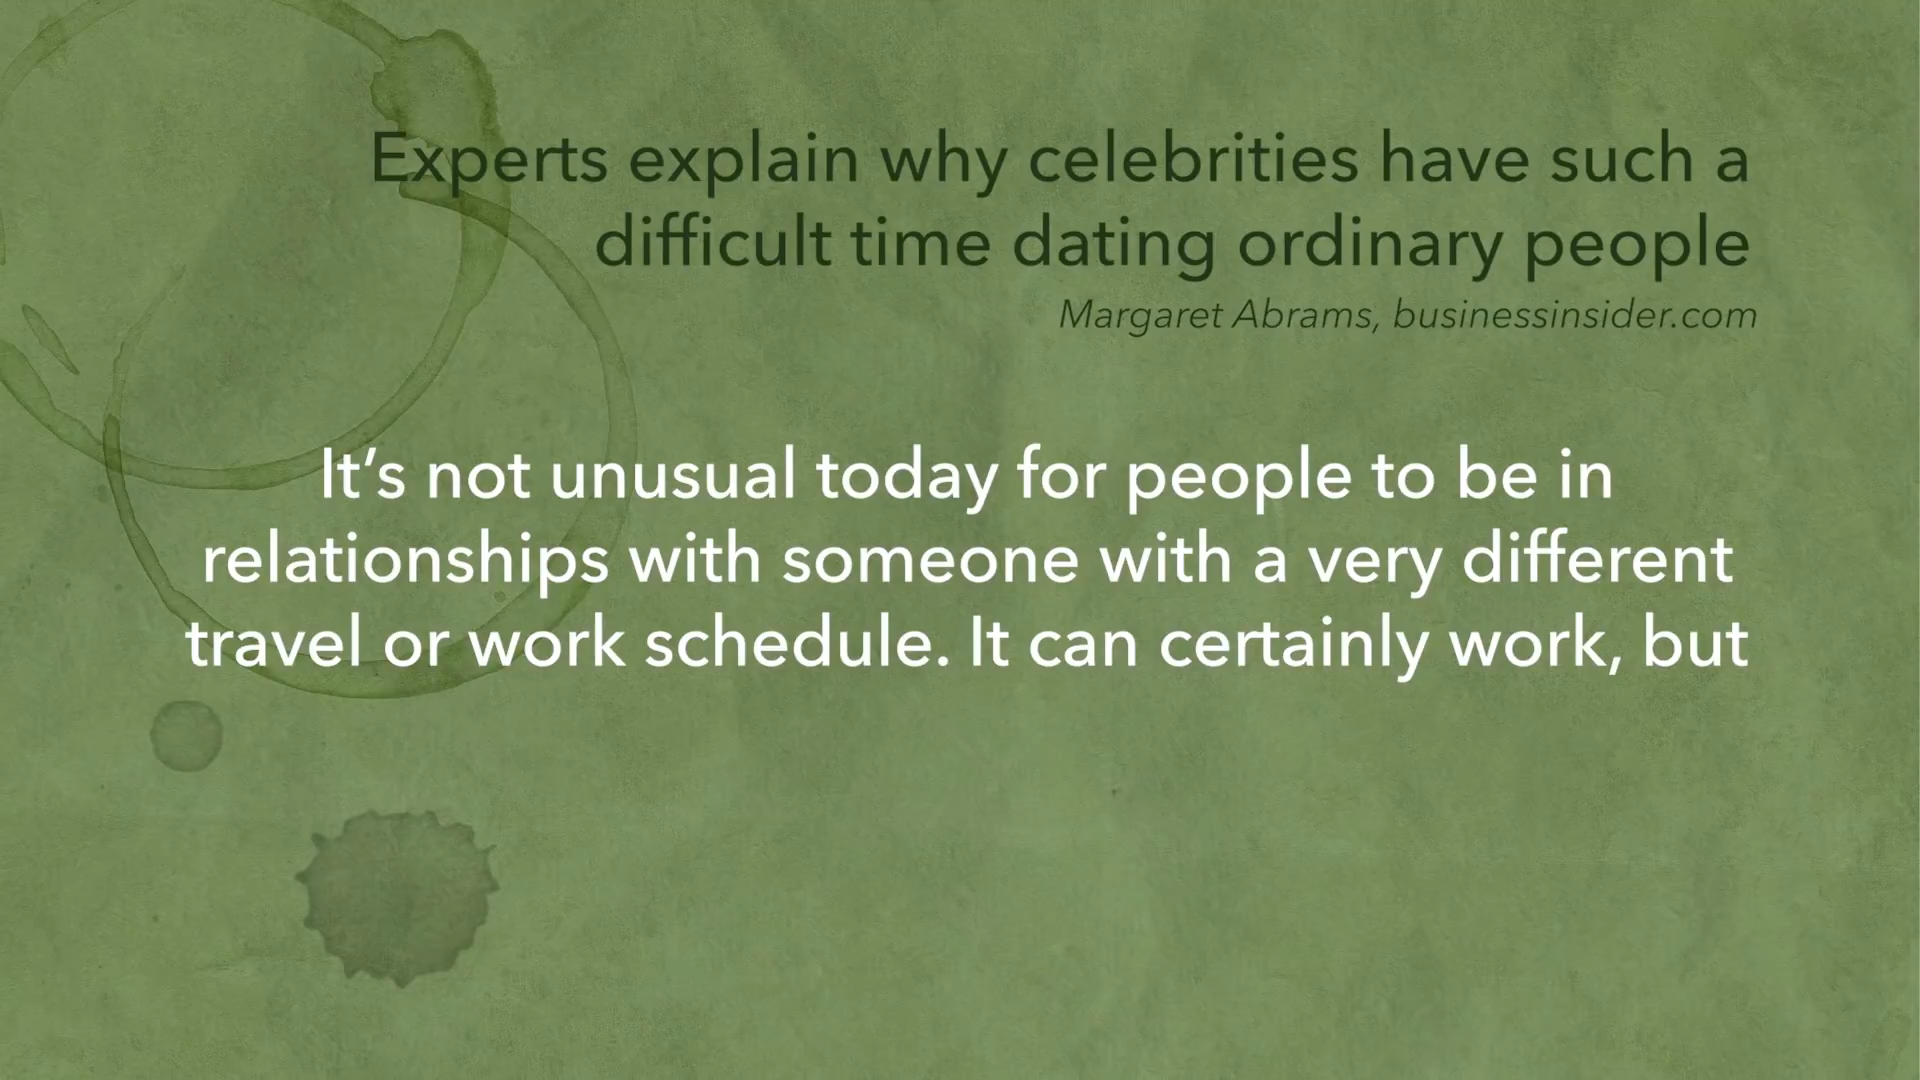 Experts explain why celebrities have such a
difficult time dating ordinary people
Margaret Abrams, businessinsider.com
It’s not unusual today for people to be in
relationships with someone with a very different
travel or work schedule. It can certainly work, but